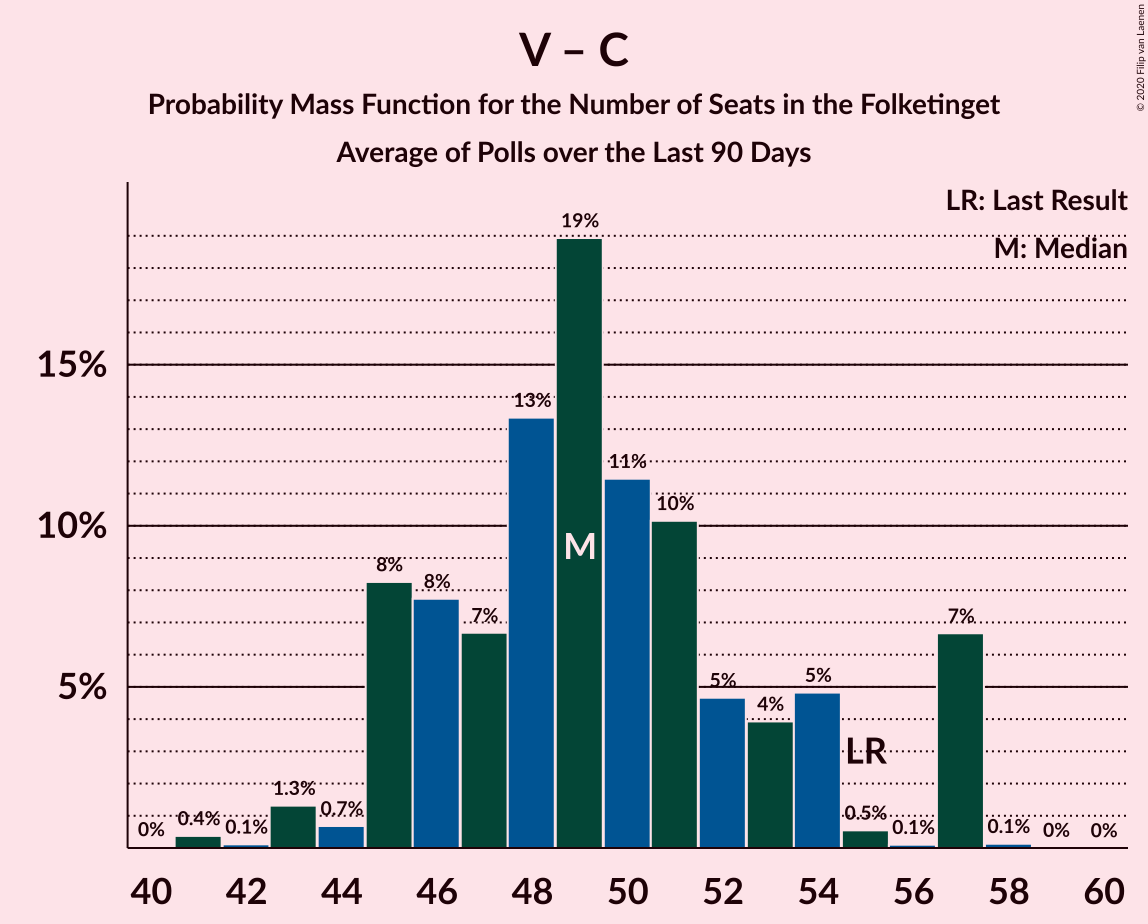 © 2020 Filip van Laenen
V – C
Probability Mass Function for the Number of Seats in the Folketinget
Average of Polls over the Last 90 Days
LR: Last Result
M: Median
15%
10%
5%
0%
0.4%
0.1%
1.3%
0.7%
8%
8%
7%
13%
19%
M
11%
10%
5%
4%
5%
LR
0.5%
0.1%
7%
0.1%
0%
0%
40 42 44 46 48 50 52 54 56 58 60